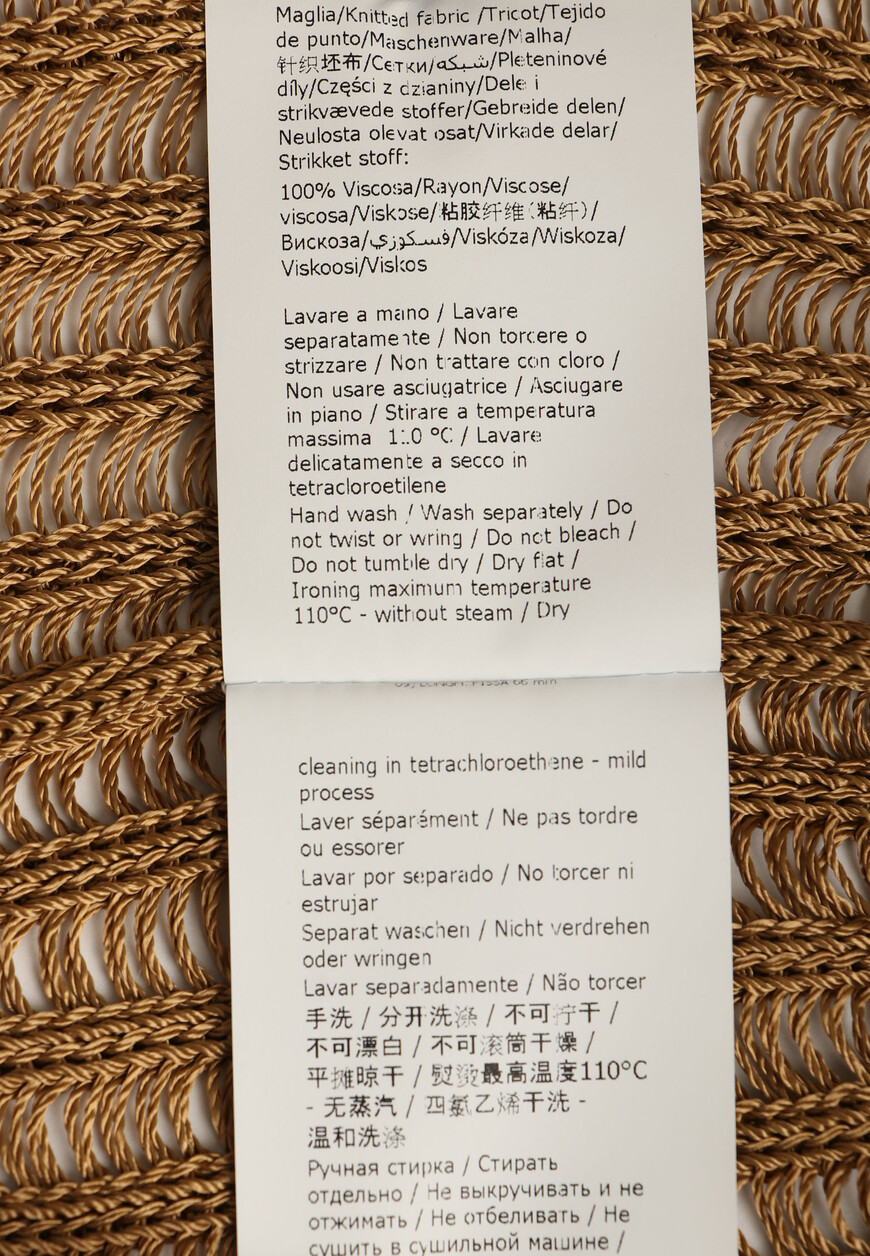 Maglia/Knitted fabric /Tricot/Tejido
de punto/Maschenware/Malha/
针织坯布/Сетки/شبكه/Pleteninové
díly/Części z dzianiny/Dele i
strikvævede stoffer/Gebreide delen/
Neulosta olevat osat/Virkade delar/
Strikket stoff:
100% Viscosa/Rayon/Viscose/
viscosa/Viskose/粘胶纤维(粘纤)/
Вискоза/فسكوزي/Viskóza/Wiskoza/
Viskoosi/Viskos
Lavare a mano / Lavare
separatamente / Non torcere o
strizzare / Non trattare con cloro /
Non usare asciugatrice / Asciugare
in piano / Stirare a temperatura
massima 110 °C / Lavare
delicatamente a secco in
tetracloroetilene
Hand wash / Wash separately / Do
not twist or wring / Do not bleach /
Do not tumble dry / Dry flat /
Ironing maximum temperature
110°C - without steam / Dry
cleaning in tetrachloroethene - mild
process
Laver séparément / Ne pas tordre
ou essorer
Lavar por separado / No torcer ni
estrujar
Separat waschen / Nicht verdrehen
oder wringen
Lavar separadamente / Não torcer
手洗 / 分开洗涤 / 不可拧干 /
不可漂白 / 不可滚筒干燥 /
平摊晾干 / 熨烫最高温度110°C
- 无蒸汽 / 四氯乙烯干洗 -
温和洗涤
Ручная стирка / Стирать
отдельно / Не выкручивать и не
отжимать / Не отбеливать / Не
сушить в сушильной машине /